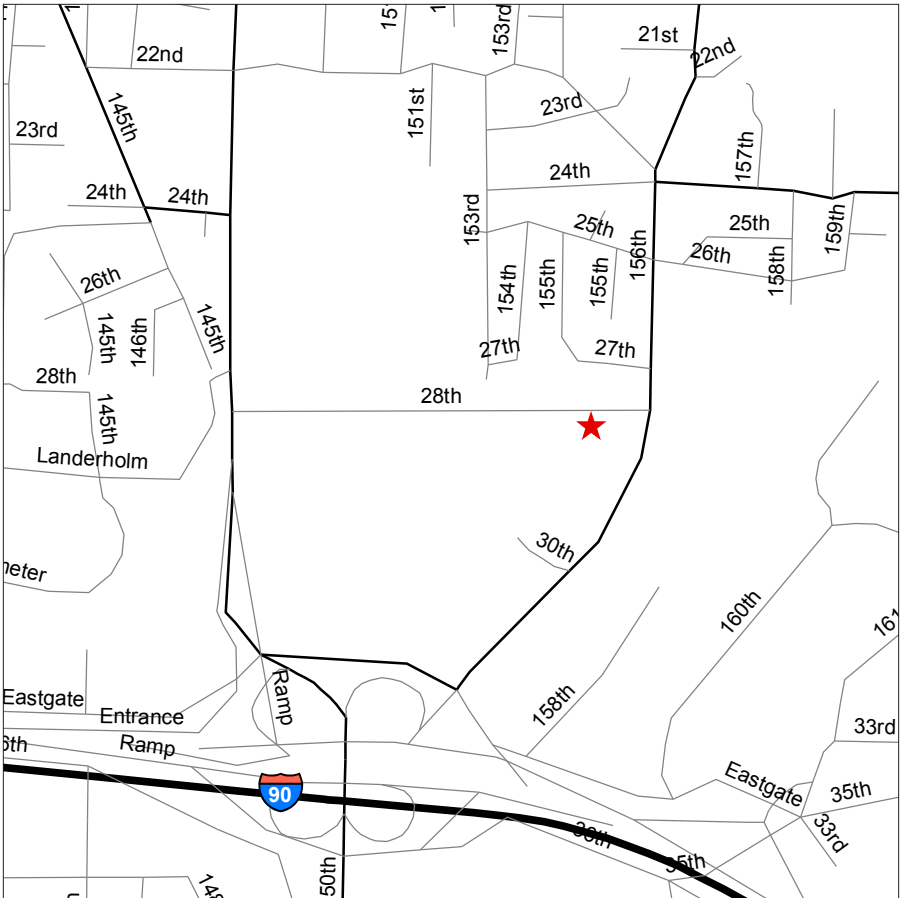 153rd
21st
22nd
22nd
145th
151st
23rd
23rd
157th
24th
24th
24th
153rd
25th
156th
25th
26th
158th
159th
26th
154th
155th
155th
145th
145th
146th
27th
27th
28th
28th
145th
Landerholm
30th
160th
Ramp
158th
Eastgate
Entrance
Ramp
33rd
90
Eastgate
35th
33rd
36th
35th